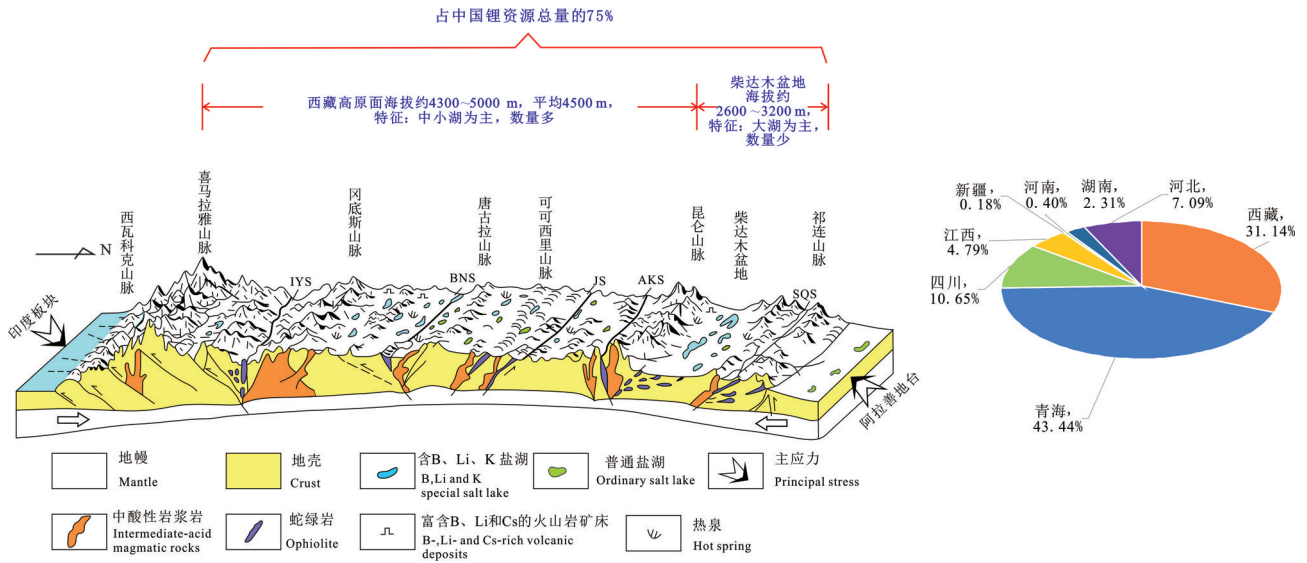 占中国锂资源总量的75%
西藏高原面海拔约4300~5000 m，平均4500 m，
特征：中小湖为主，数量多
柴达木盆地
海拔约
2600~3200 m，
特征：大湖为主，
数量少
西瓦科克山脉
喜马拉雅山脉
冈底斯山脉
唐古拉山脉
可可西里山脉
昆仑山脉
柴达木盆地
祁连山脉
N
印度板块
IYS
BNS
JS
AKS
SQS
阿拉善地台
新疆，
0.18%
河南，
0.40%
湖南，
2.31%
河北，
7.09%
西藏，
31.14%
江西，
4.79%
四川，
10.65%
青海，
43.44%
地幔
Mantle
地壳
Crust
含B、Li、K 盐湖
B,Li and K
special salt lake
普通盐湖
Ordinary salt lake
主应力
Principal stress
中酸性岩浆岩
Intermediate-acid
magmatic rocks
蛇绿岩
Ophiolite
富含B、Li和Cs的火山岩矿床
B-,Li- and Cs-rich volcanic
deposits
热泉
Hot spring